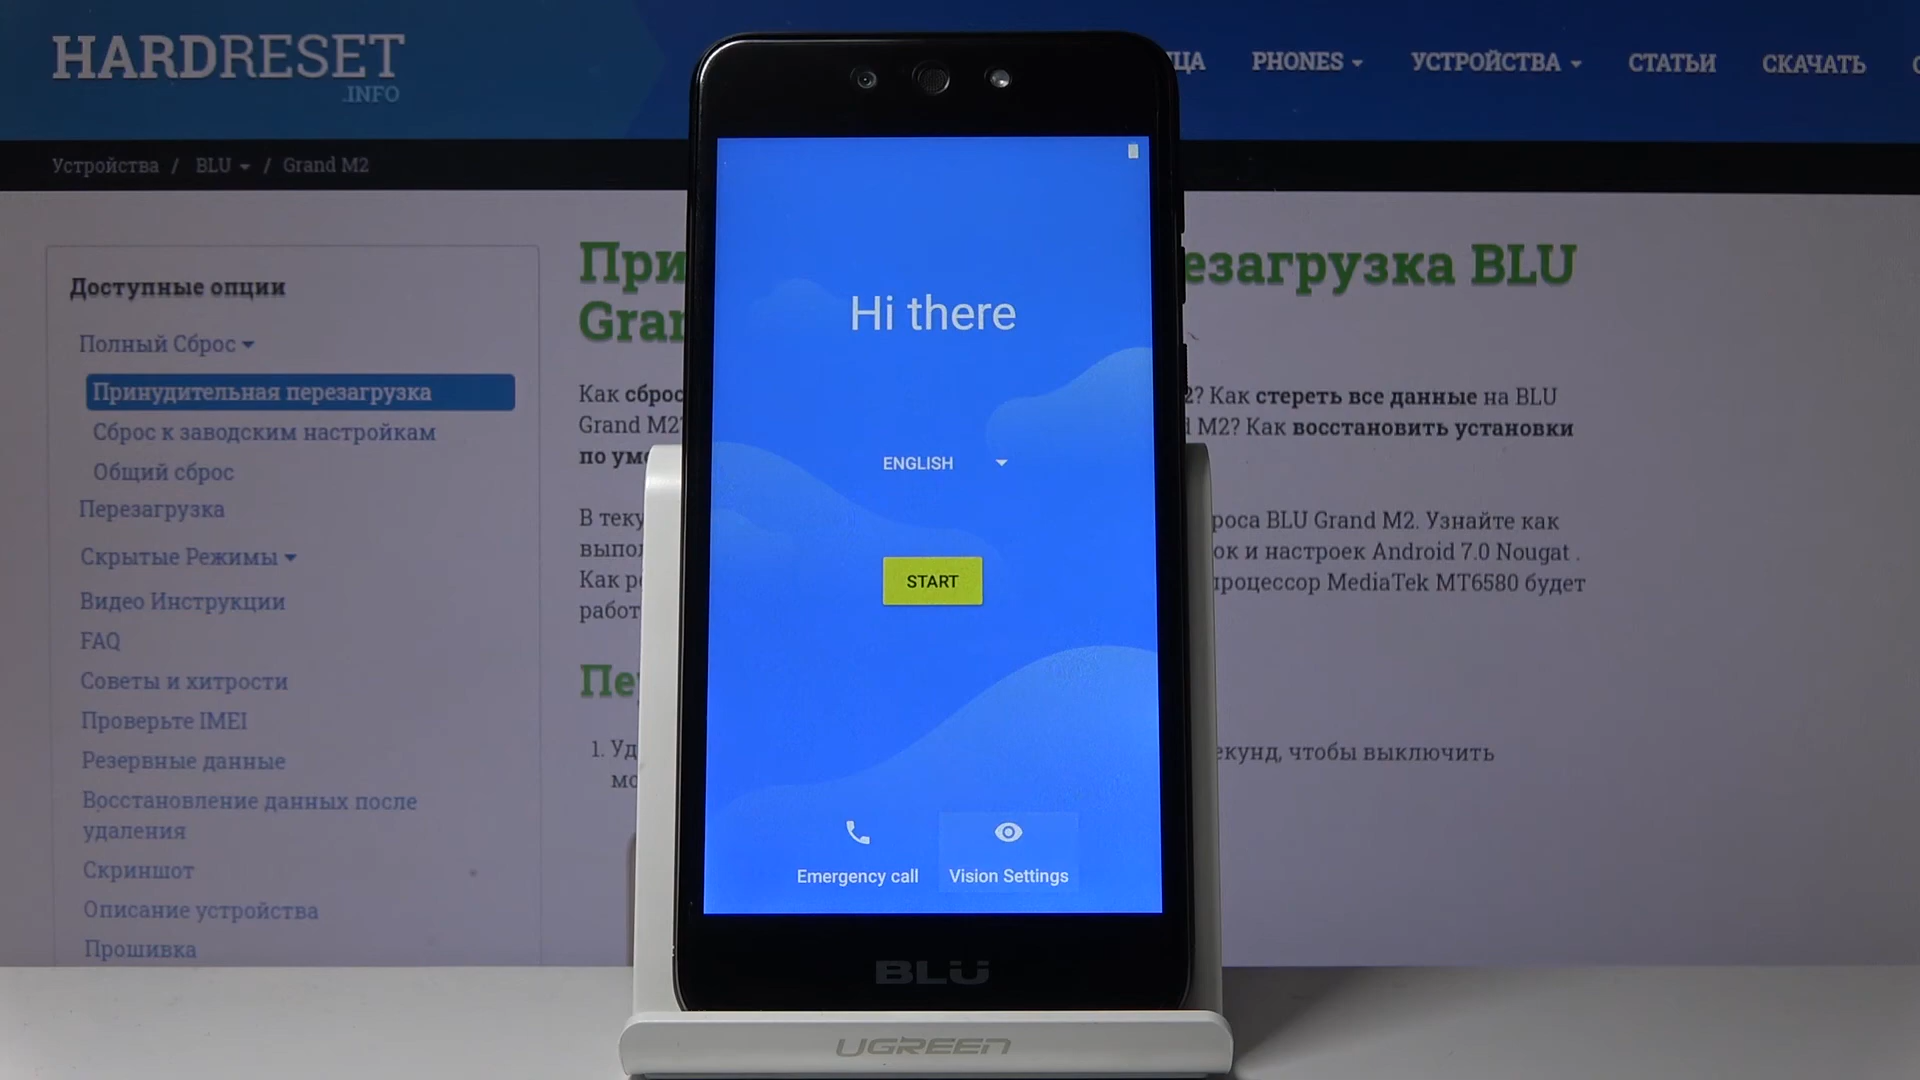 HARDRESET
.INFO
ЦА PHONES УСТРОЙСТВА СТАТЬИ СКАЧАТЬ
Устройства / BLU / Grand M2
Доступные опции
Полный Сброс
Принудительная перезагрузка
Сброс к заводским настройкам
Общий сброс
Перезагрузка
Скрытые Режимы
Видео Инструкции
FAQ
Советы и хитрости
Проверьте IMEI
Резервные данные
Восстановление данных после
удаления
Скриншот
Описание устройства
Прошивка
При езагрузка BLU
Gran
Как сброс 2? Как стереть все данные на BLU
Grand M2? M2? Как восстановить установки
по умо
В теку роса BLU Grand M2. Узнайте как
выпол ок и настроек Android 7.0 Nougat .
Как ре процессор MediaTek MT6580 будет
работ
Пе
1. Уд екунд, чтобы выключить
мо
Hi there
ENGLISH
START
Emergency call
Vision Settings
BLU
UGREEN